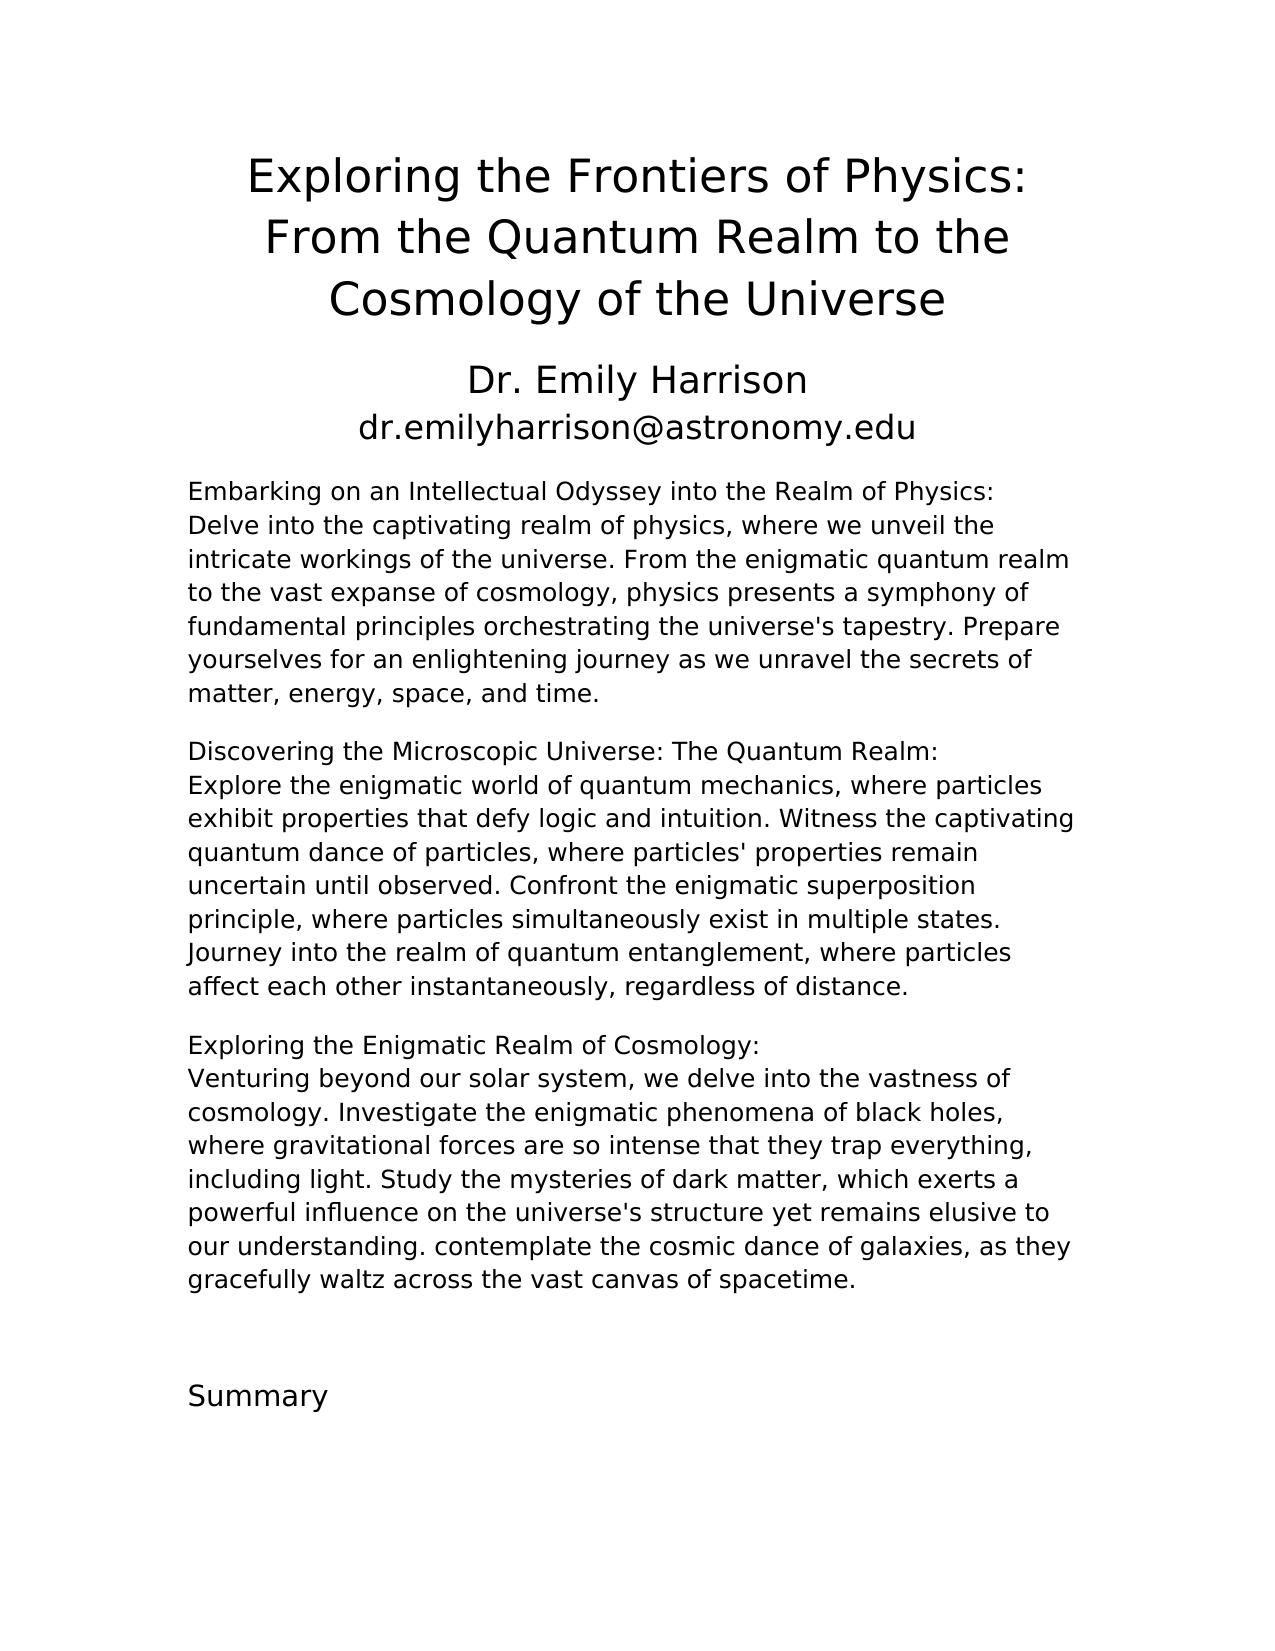 Exploring the Frontiers of Physics:
From the Quantum Realm to the
Cosmology of the Universe
Dr. Emily Harrison
dr.emilyharrison@astronomy.edu
Embarking on an Intellectual Odyssey into the Realm of Physics:
Delve into the captivating realm of physics, where we unveil the
intricate workings of the universe. From the enigmatic quantum realm
to the vast expanse of cosmology, physics presents a symphony of
fundamental principles orchestrating the universe's tapestry. Prepare
yourselves for an enlightening journey as we unravel the secrets of
matter, energy, space, and time.
Discovering the Microscopic Universe: The Quantum Realm:
Explore the enigmatic world of quantum mechanics, where particles
exhibit properties that defy logic and intuition. Witness the captivating
quantum dance of particles, where particles' properties remain
uncertain until observed. Confront the enigmatic superposition
principle, where particles simultaneously exist in multiple states.
Journey into the realm of quantum entanglement, where particles
affect each other instantaneously, regardless of distance.
Exploring the Enigmatic Realm of Cosmology:
Venturing beyond our solar system, we delve into the vastness of
cosmology. Investigate the enigmatic phenomena of black holes,
where gravitational forces are so intense that they trap everything,
including light. Study the mysteries of dark matter, which exerts a
powerful influence on the universe's structure yet remains elusive to
our understanding. contemplate the cosmic dance of galaxies, as they
gracefully waltz across the vast canvas of spacetime.
Summary